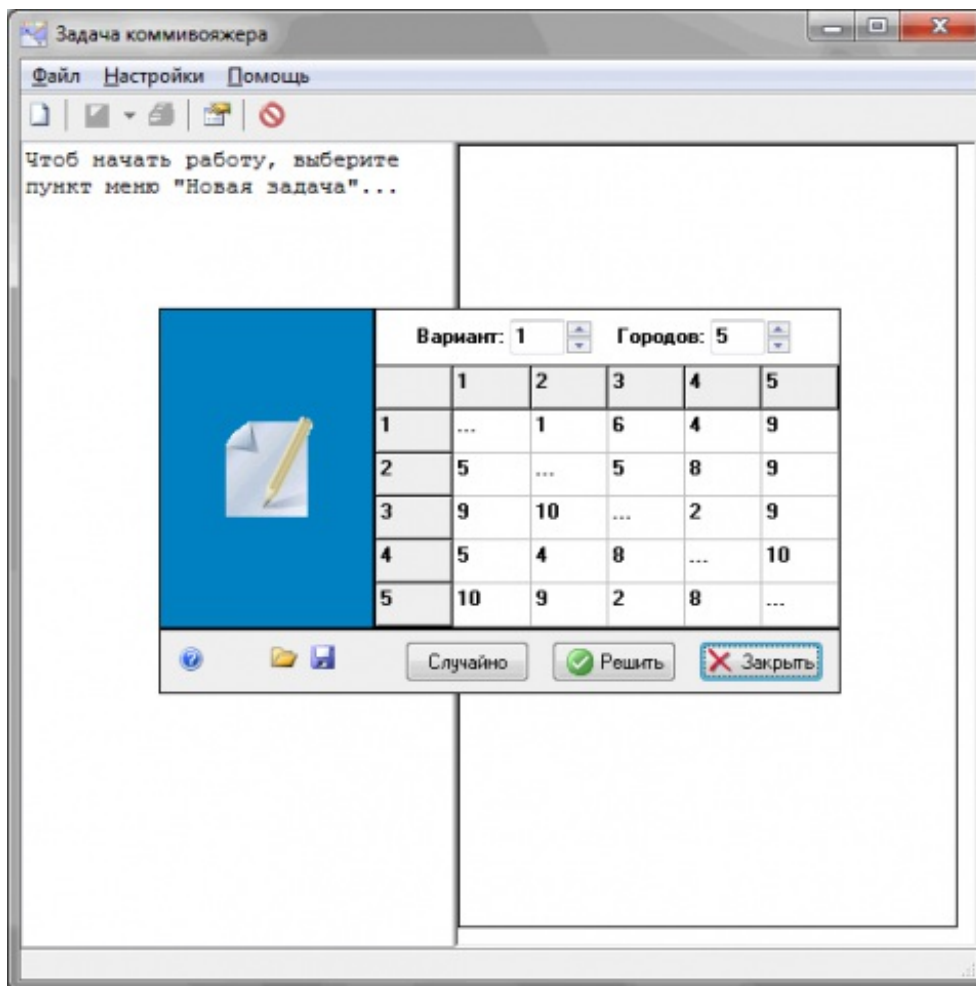 Задача коммивояжера
Файл Настройки Помощь
Чтоб начать работу, выберите
пункт меню "Новая задача"...
Вариант: 1 Городов: 5
1 2 3 4 5
1 ... 1 6 4 9
2 5 ... 5 8 9
3 9 10 ... 2 9
4 5 4 8 ... 10
5 10 9 2 8 ...
Случайно Решить Закрыть